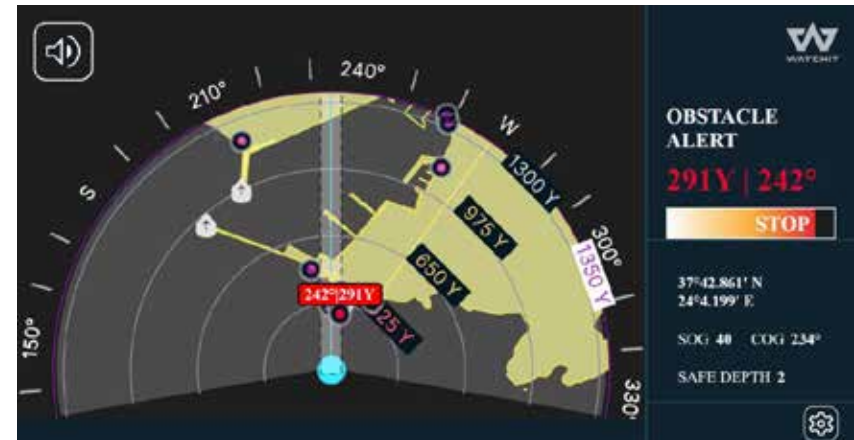 240°
210°
W
S
1300 Y
975 Y
300°
650 Y
1350 Y
242°|291Y
25 Y
150°
330°
WATCHIT
OBSTACLE
ALERT
291Y | 242°
STOP
37°42.861' N
24°4.199' E
SOG 40 COG 234°
SAFE DEPTH 2